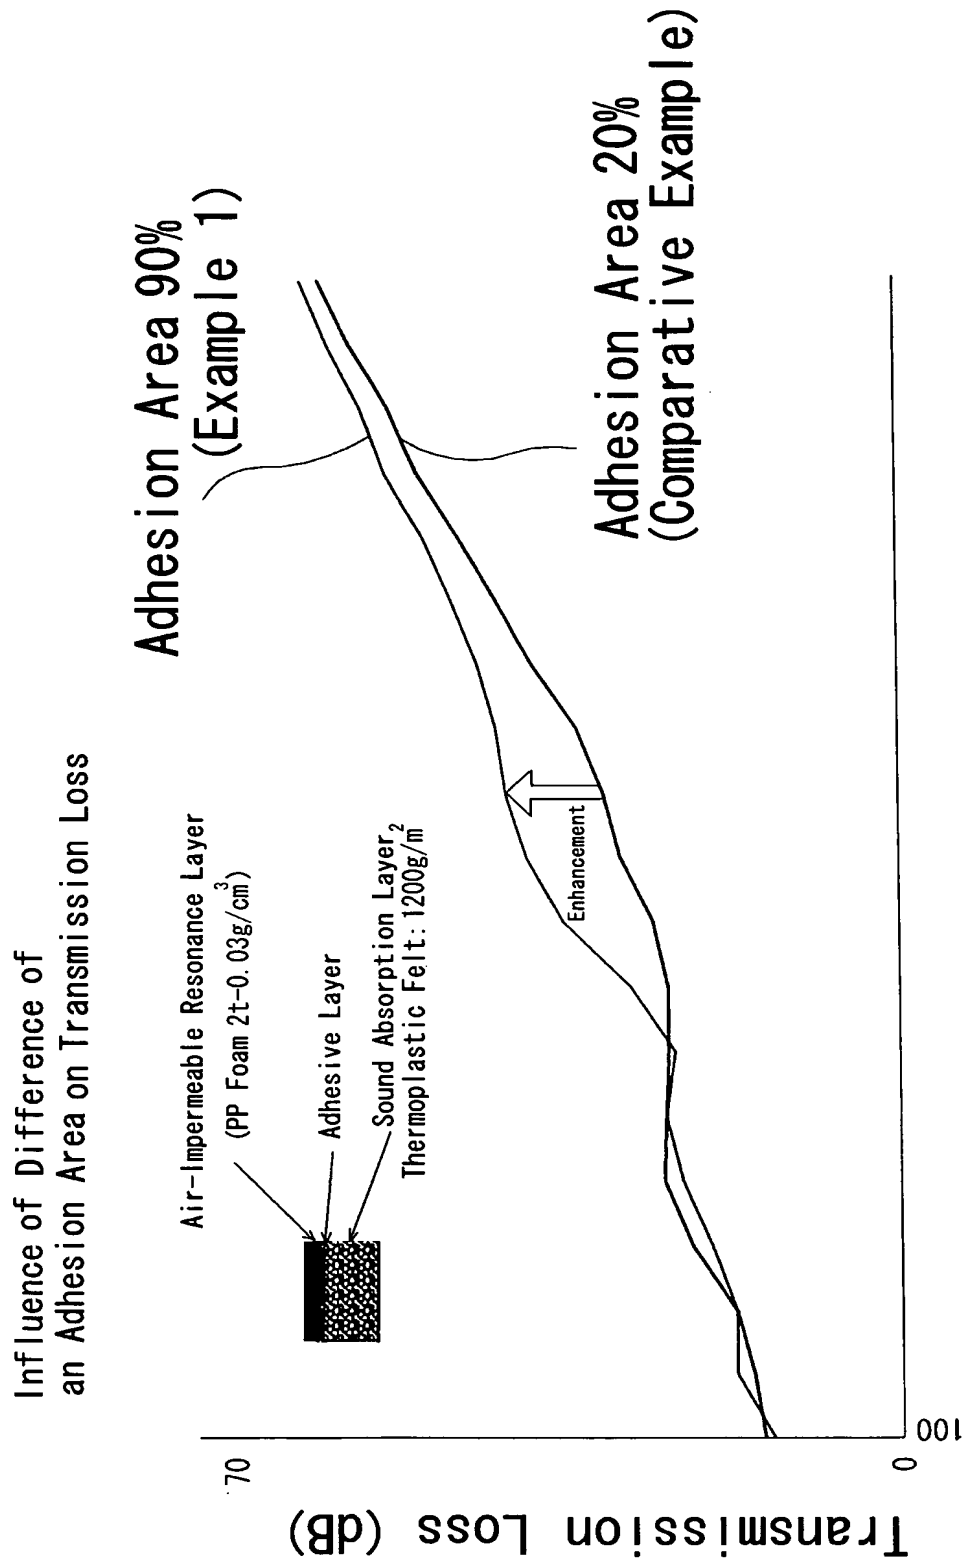 Influence of Difference of
an Adhesion Area on Transmission Loss
Air-Impermeable Resonance Layer
(PP Foam 2t-0.03g/cm3)
Adhesive Layer
Sound Absorption Layer
Thermoplastic Felt: 1200g/m2
Adhesion Area 90%
(Example 1)
Enhancement
Adhesion Area 20%
(Comparative Example)
Transmission Loss (dB)
70
0
100